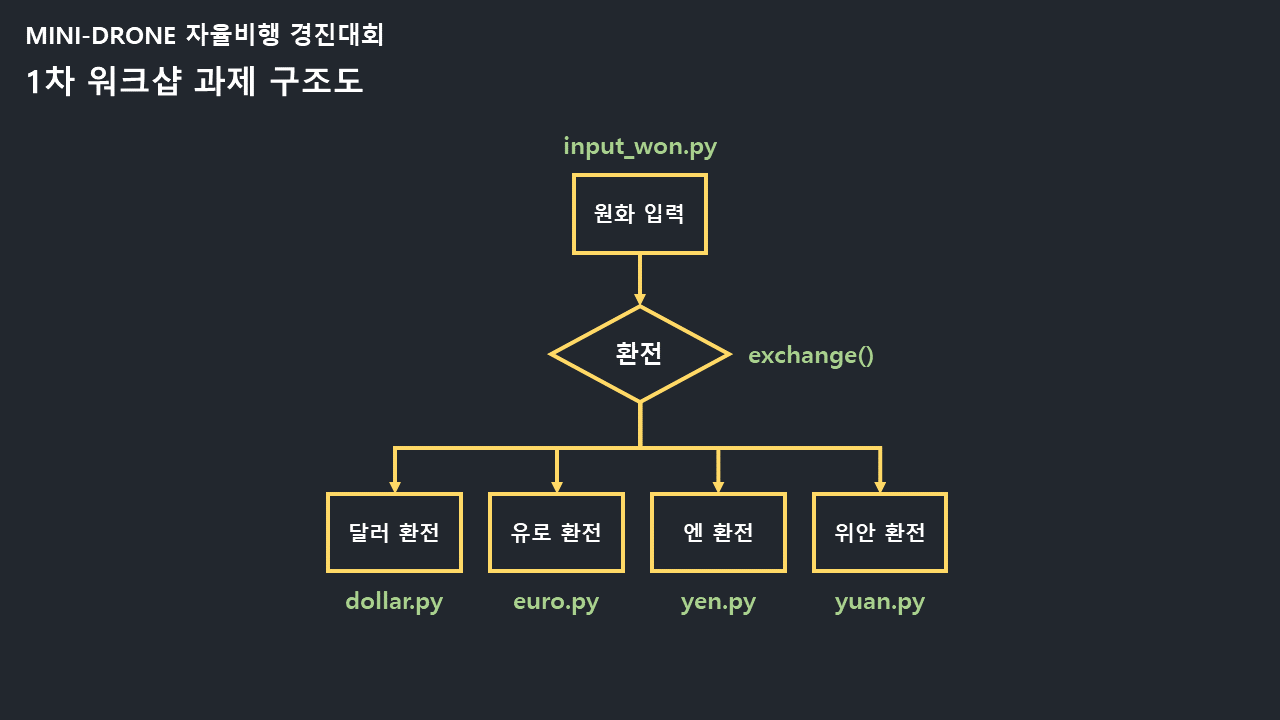 MINI-DRONE 자율비행 경진대회
1차 워크샵 과제 구조도
input_won.py
원화 입력
환전
exchange()
달러 환전
유로 환전
엔 환전
위안 환전
dollar.py
euro.py
yen.py
yuan.py